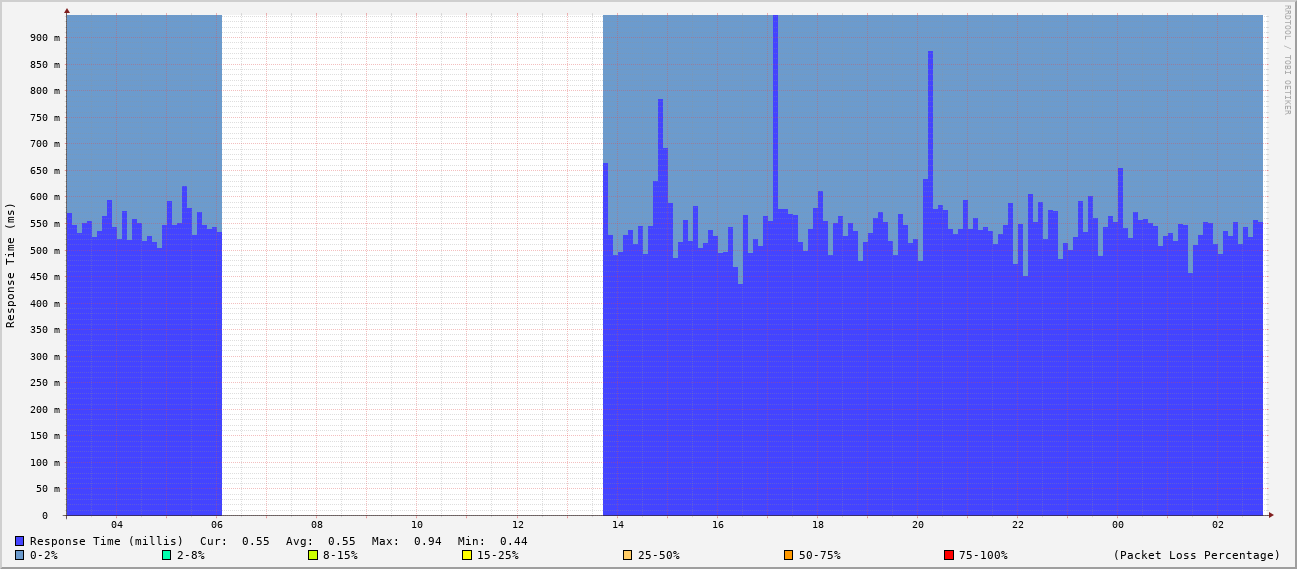 RRDTOOL / TOBI OETIKER
Response Time (ms)
900 m
850 m
800 m
750 m
700 m
650 m
600 m
550 m
500 m
450 m
400 m
350 m
300 m
250 m
200 m
150 m
100 m
50 m
0
04 06 08 10 12 14 16 18 20 22 00 02
Response Time (millis) Cur: 0.55 Avg: 0.55 Max: 0.94 Min: 0.44
0-2% 2-8% 8-15% 15-25% 25-50% 50-75% 75-100% (Packet Loss Percentage)